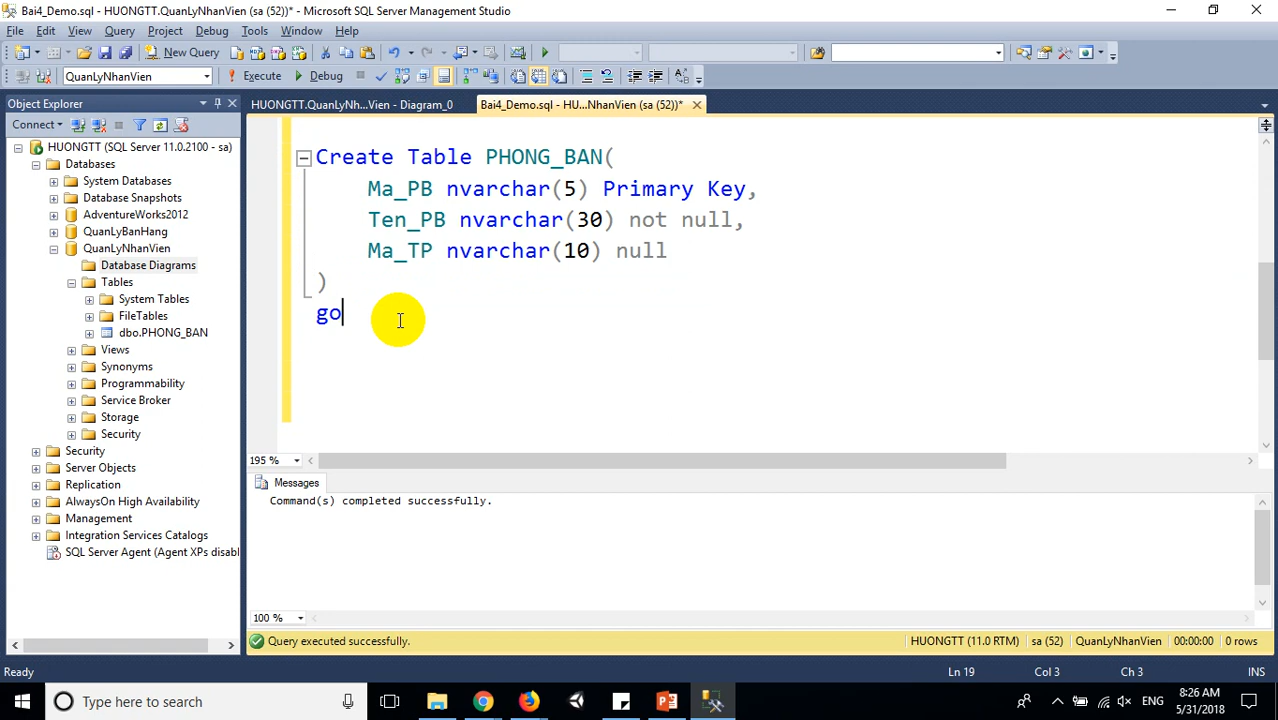 Bai4_Demo.sql - HUONGTT.QuanLyNhanVien (sa (52))* - Microsoft SQL Server Management Studio
File Edit View Query Project Debug Tools Window Help
New Query
QuanLyNhanVien Execute Debug
Object Explorer
HUONGTT.QuanLyNh...Vien - Diagram_0 Bai4_Demo.sql - HU...NhanVien (sa (52))*
Connect
HUONGTT (SQL Server 11.0.2100 - sa)
Databases
System Databases
Database Snapshots
AdventureWorks2012
QuanLyBanHang
QuanLyNhanVien
Database Diagrams
Tables
System Tables
FileTables
dbo.PHONG_BAN
Views
Synonyms
Programmability
Service Broker
Storage
Security
Security
Server Objects
Replication
AlwaysOn High Availability
Management
Integration Services Catalogs
SQL Server Agent (Agent XPs disabl
Create Table PHONG_BAN(
Ma_PB nvarchar(5) Primary Key,
Ten_PB nvarchar(30) not null,
Ma_TP nvarchar(10) null
)
go
195 %
Messages
Command(s) completed successfully.
100 %
Query executed successfully. HUONGTT (11.0 RTM) sa (52) QuanLyNhanVien 00:00:00 0 rows
Ready Ln 19 Col 3 Ch 3 INS
Type here to search ENG 8:26 AM
5/31/2018